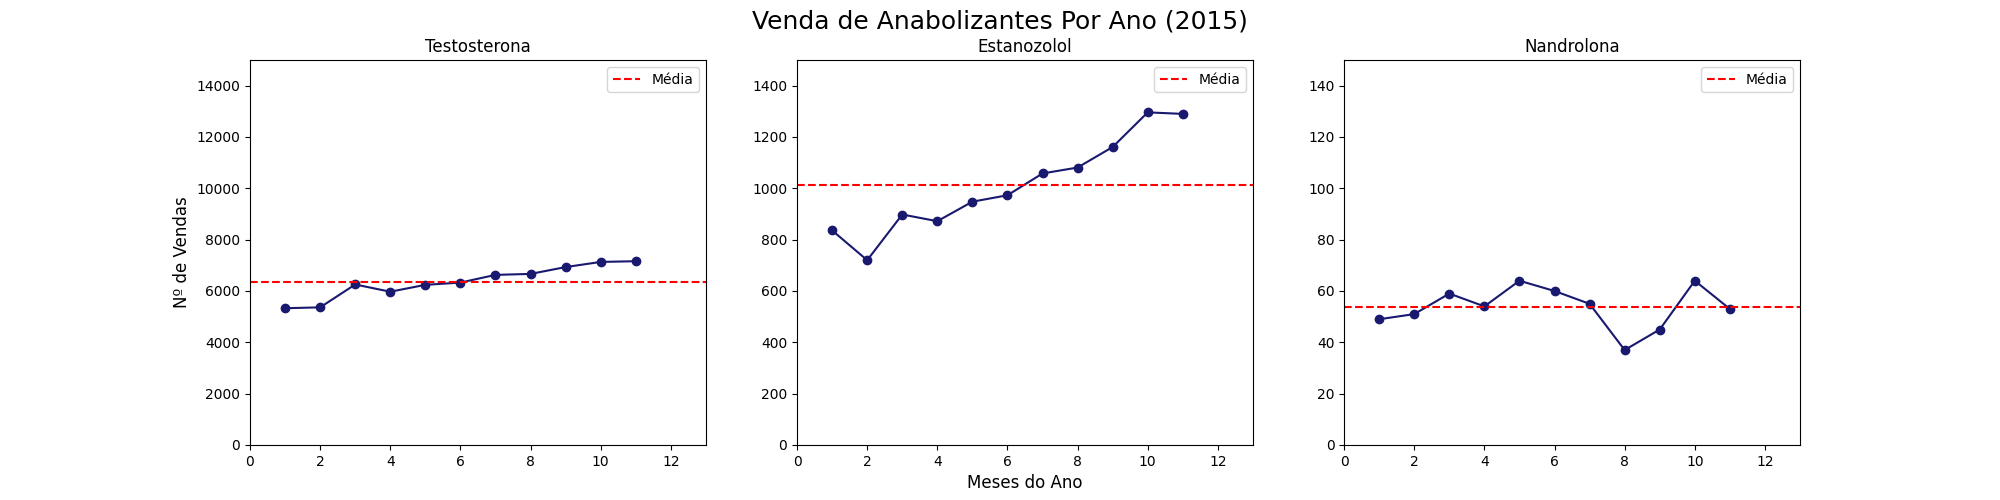 Venda de Anabolizantes Por Ano (2015)
Testosterona
Média
14000
12000
10000
8000
6000
4000
2000
0
0 2 4 6 8 10 12
Nº de Vendas
Estanozolol
Média
1400
1200
1000
800
600
400
200
0
0 2 4 6 8 10 12
Meses do Ano
Nandrolona
Média
140
120
100
80
60
40
20
0
0 2 4 6 8 10 12